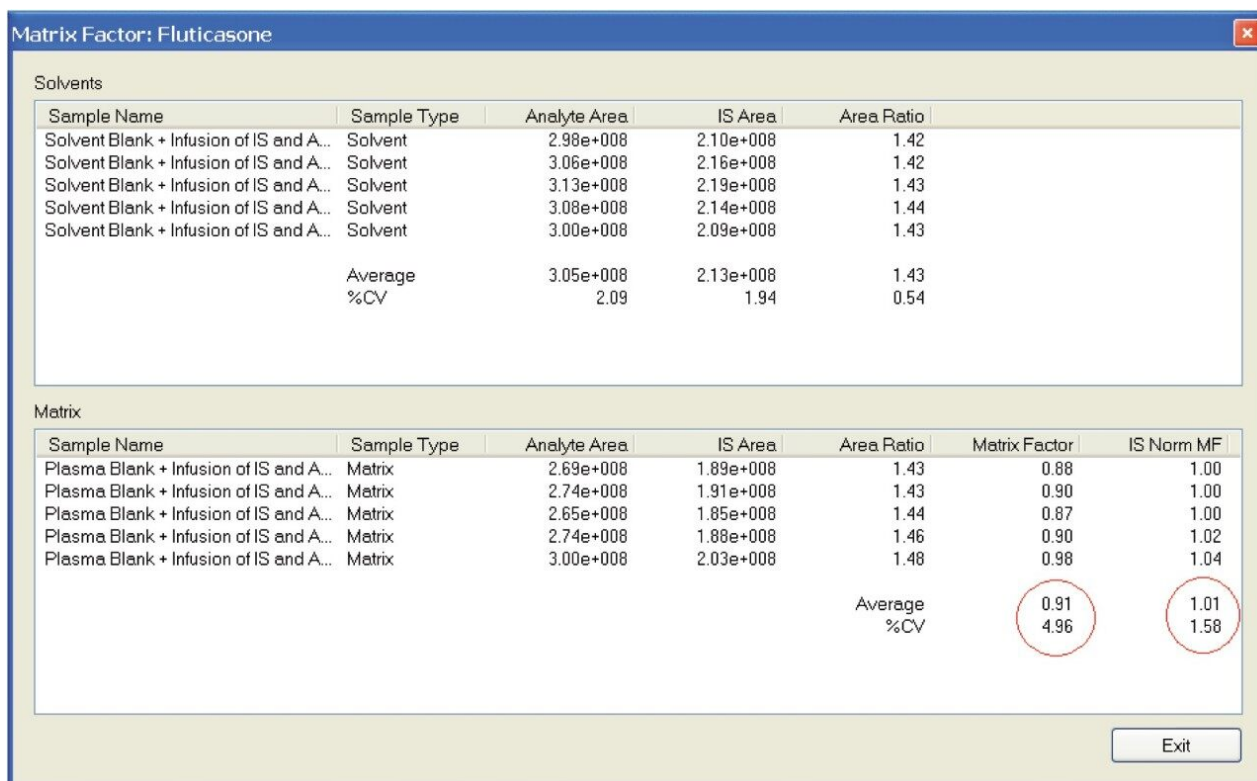 Matrix Factor: Fluticasone
Solvents
Sample Name Sample Type Analyte Area IS Area Area Ratio
Solvent Blank + Infusion of IS and A... Solvent 2.98e+008 2.10e+008 1.42
Solvent Blank + Infusion of IS and A... Solvent 3.06e+008 2.16e+008 1.42
Solvent Blank + Infusion of IS and A... Solvent 3.13e+008 2.19e+008 1.43
Solvent Blank + Infusion of IS and A... Solvent 3.08e+008 2.14e+008 1.44
Solvent Blank + Infusion of IS and A... Solvent 3.00e+008 2.09e+008 1.43
Average 3.05e+008 2.13e+008 1.43
%CV 2.09 1.94 0.54
Matrix
Sample Name Sample Type Analyte Area IS Area Area Ratio Matrix Factor IS Norm MF
Plasma Blank + Infusion of IS and A... Matrix 2.69e+008 1.89e+008 1.43 0.88 1.00
Plasma Blank + Infusion of IS and A... Matrix 2.74e+008 1.91e+008 1.43 0.90 1.00
Plasma Blank + Infusion of IS and A... Matrix 2.65e+008 1.85e+008 1.44 0.87 1.00
Plasma Blank + Infusion of IS and A... Matrix 2.74e+008 1.88e+008 1.46 0.90 1.02
Plasma Blank + Infusion of IS and A... Matrix 3.00e+008 2.03e+008 1.48 0.98 1.04
Average 0.91 1.01
%CV 4.96 1.58
Exit